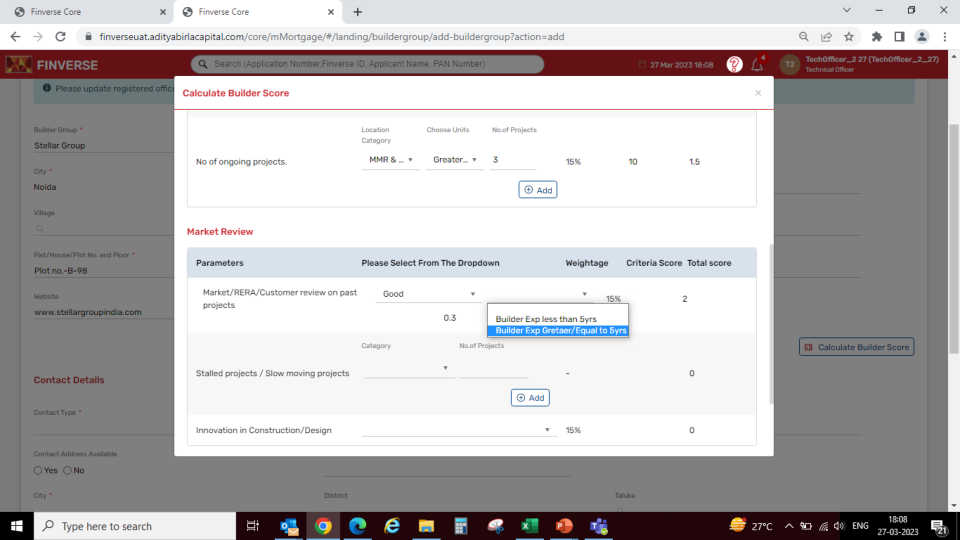 Finverse Core
Finverse Core
finverseuat.adityabirlacapital.com/core/mMortgage/#/landing/buildergroup/add-buildergroup?action=add
FINVERSE
Search (Application Number,Finverse ID, Applicant Name, PAN Number)
27 Mar 2023 18:08
?
4
T2
TechOfficer_2 27 (TechOfficer_2_27)
Technical Officer
Please update registered offic
Calculate Builder Score
×
Builder Group *
Stellar Group
City *
Noida
Village
Flat/House/Plot No. and Floor *
Plot no.-B-98
Website
www.stellargroupindia.com
Location Category
Choose Units
No.of Projects
No of ongoing projects.
MMR & ...
Greater...
3
15%
10
1.5
Add
Market Review
Parameters
Please Select From The Dropdown
Weightage
Criteria Score
Total score
Market/RERA/Customer review on past
projects
Good
15%
2
0.3
Builder Exp less than 5yrs
Builder Exp Gretaer/Equal to 5yrs
Category
No.of Projects
Stalled projects / Slow moving projects
-
0
Add
Innovation in Construction/Design
15%
0
Calculate Builder Score
Contact Details
Contact Type *
Contact Address Available
Yes
No
City *
District
Taluka
Type here to search
27°C
ENG
18:08
27-03-2023
21